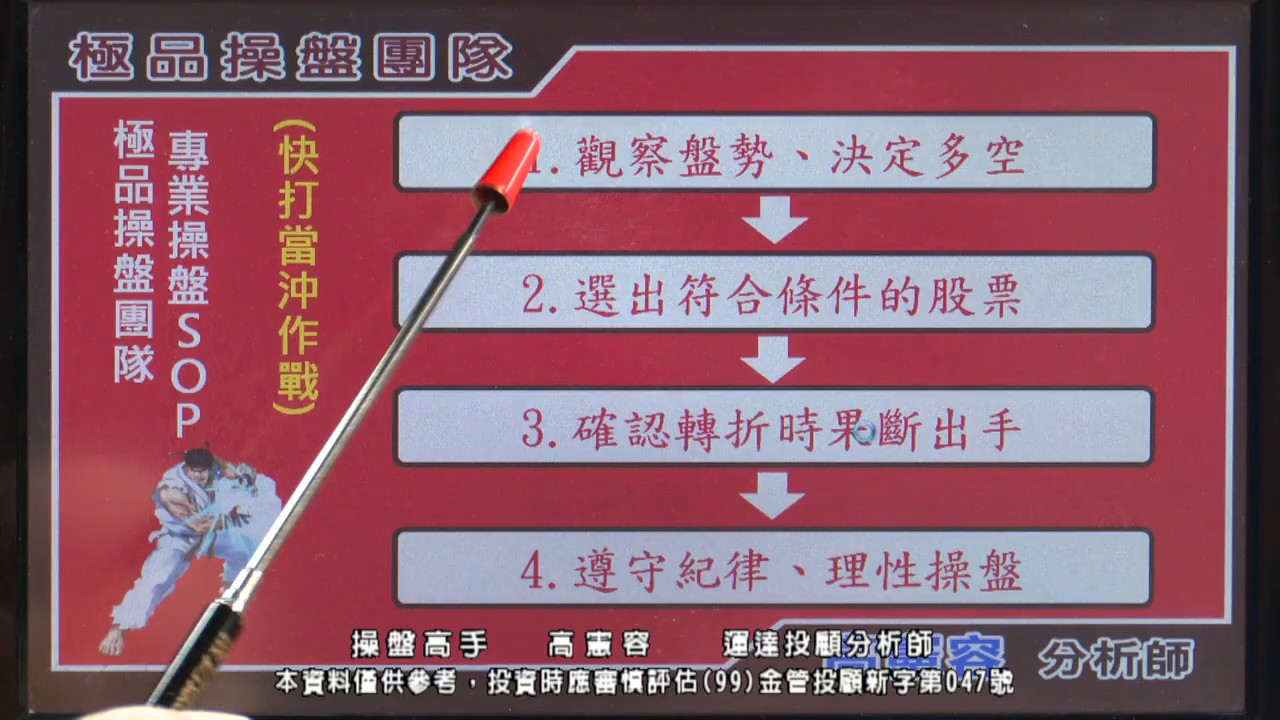 極品操盤團隊
極品操盤團隊
專業操盤SOP
(快打當沖作戰)
1.觀察盤勢、決定多空
2.選出符合條件的股票
3.確認轉折時果斷出手
4.遵守紀律、理性操盤
操盤高手 高憲容 運達投顧分析師
高憲容 分析師
本資料僅供參考，投資時應審慎評估(99)金管投顧新字第047號